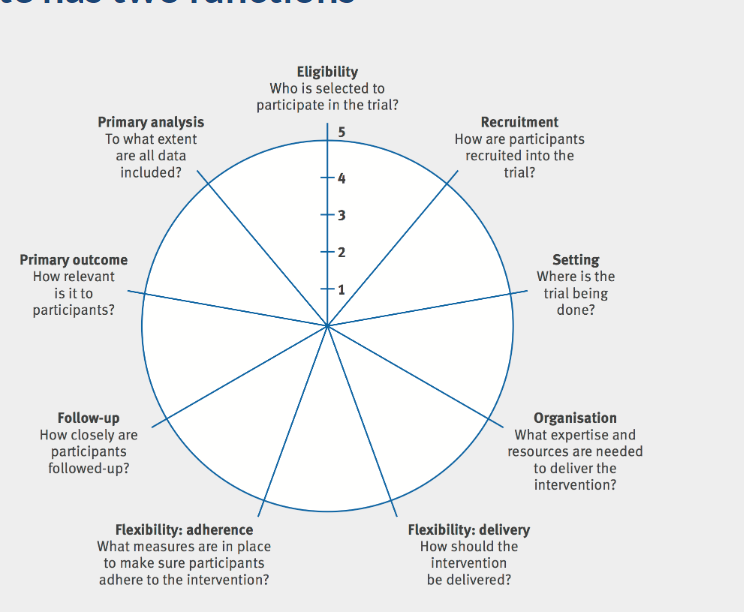 to has two functions
Eligibility
Who is selected to
participate in the trial?
Primary analysis
To what extent
are all data
included?
Recruitment
How are participants
recruited into the
trial?
5
4
3
2
1
Primary outcome
How relevant
is it to
participants?
Setting
Where is the
trial being
done?
Follow-up
How closely are
participants
followed-up?
Organisation
What expertise and
resources are needed
to deliver the
intervention?
Flexibility: adherence
What measures are in place
to make sure participants
adhere to the intervention?
Flexibility: delivery
How should the
intervention
be delivered?